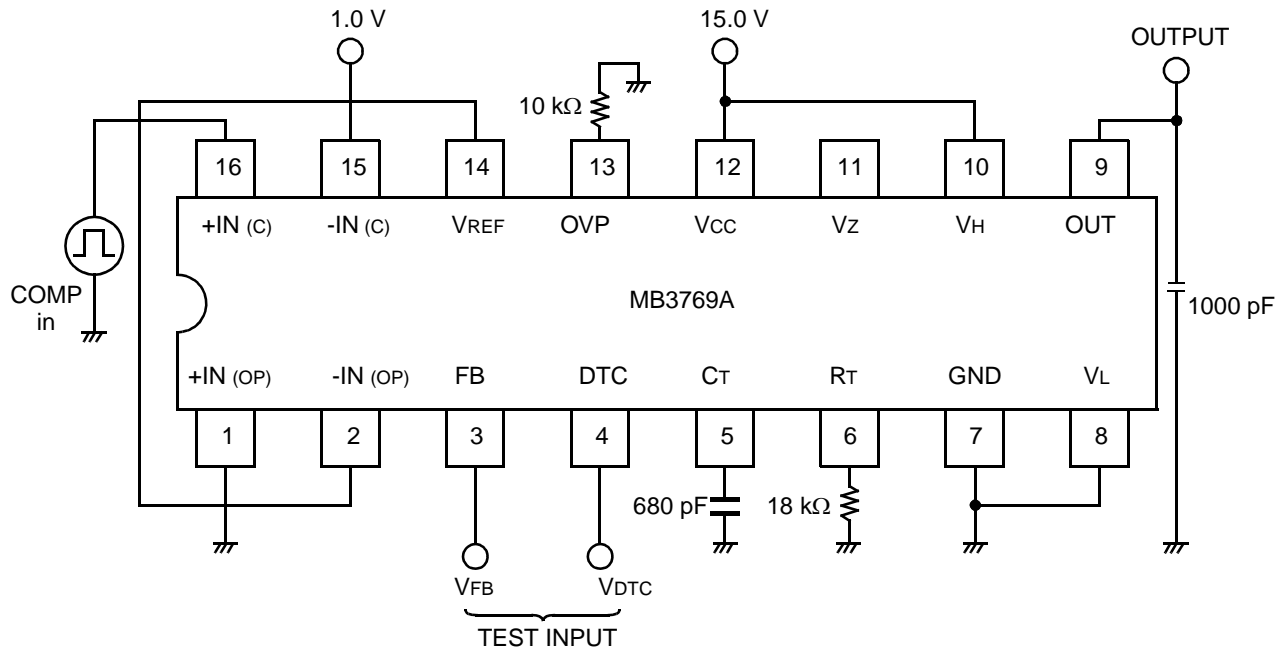 1.0 V
15.0 V
OUTPUT
10 kΩ
16
15
14
13
12
11
10
9
+IN (C)
-IN (C)
VREF
OVP
VCC
VZ
VH
OUT
COMP
in
MB3769A
1000 pF
+IN (OP)
-IN (OP)
FB
DTC
CT
RT
GND
VL
1
2
3
4
5
6
7
8
680 pF
18 kΩ
VFB
VDTC
TEST INPUT